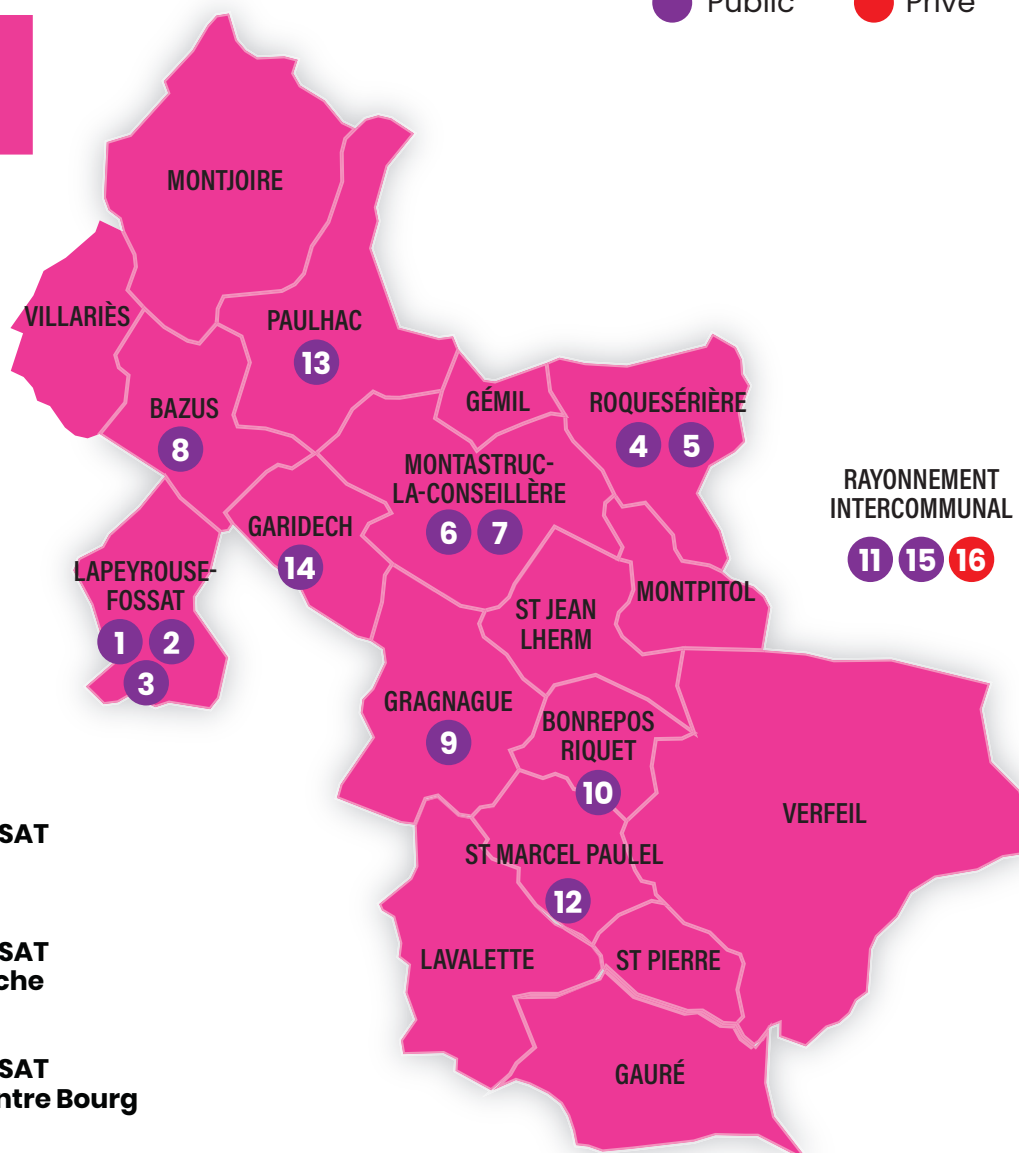 Public
Privé
MONTJOIRE
VILLARIÈS
PAULHAC
13
BAZUS
8
GÉMIL
ROQUESÉRIÈRE
4 5
MONTASTRUC-
LA-CONSEILLÈRE
6 7
RAYONNEMENT
INTERCOMMUNAL
11 15 16
GARIDECH
14
LAPEYROUSE-
FOSSAT
1 2
3
MONTPITOL
ST JEAN
LHERM
GRAGNAGUE
9
BONREPOS
RIQUET
10
VERFEIL
ST MARCEL PAULEL
12
LAVALETTE
ST PIERRE
GAURÉ
SAT
SAT
che
SAT
ntre Bourg